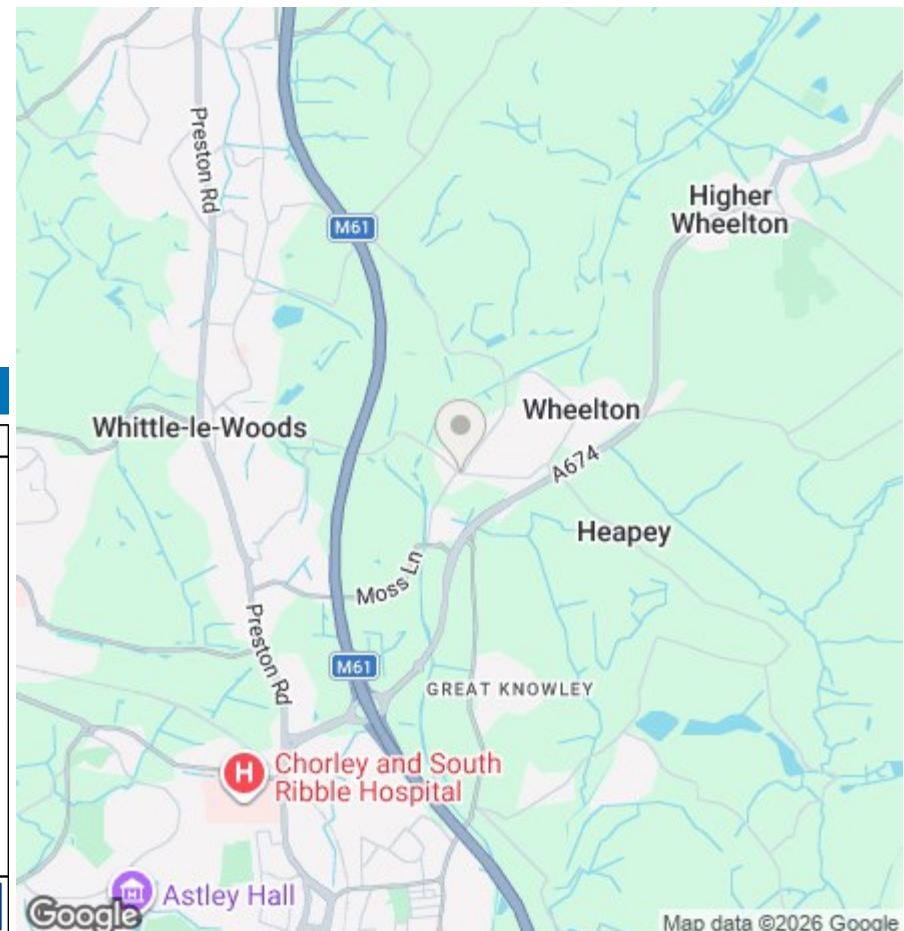 Preston Rd
M61
Higher
Wheelton
Whittle-le-Woods
Wheelton
A674
Heapey
Moss Ln
Preston Rd
M61
GREAT KNOWLEY
H
Chorley and South
Ribble Hospital
Astley Hall
Google
Map data ©2026 Google